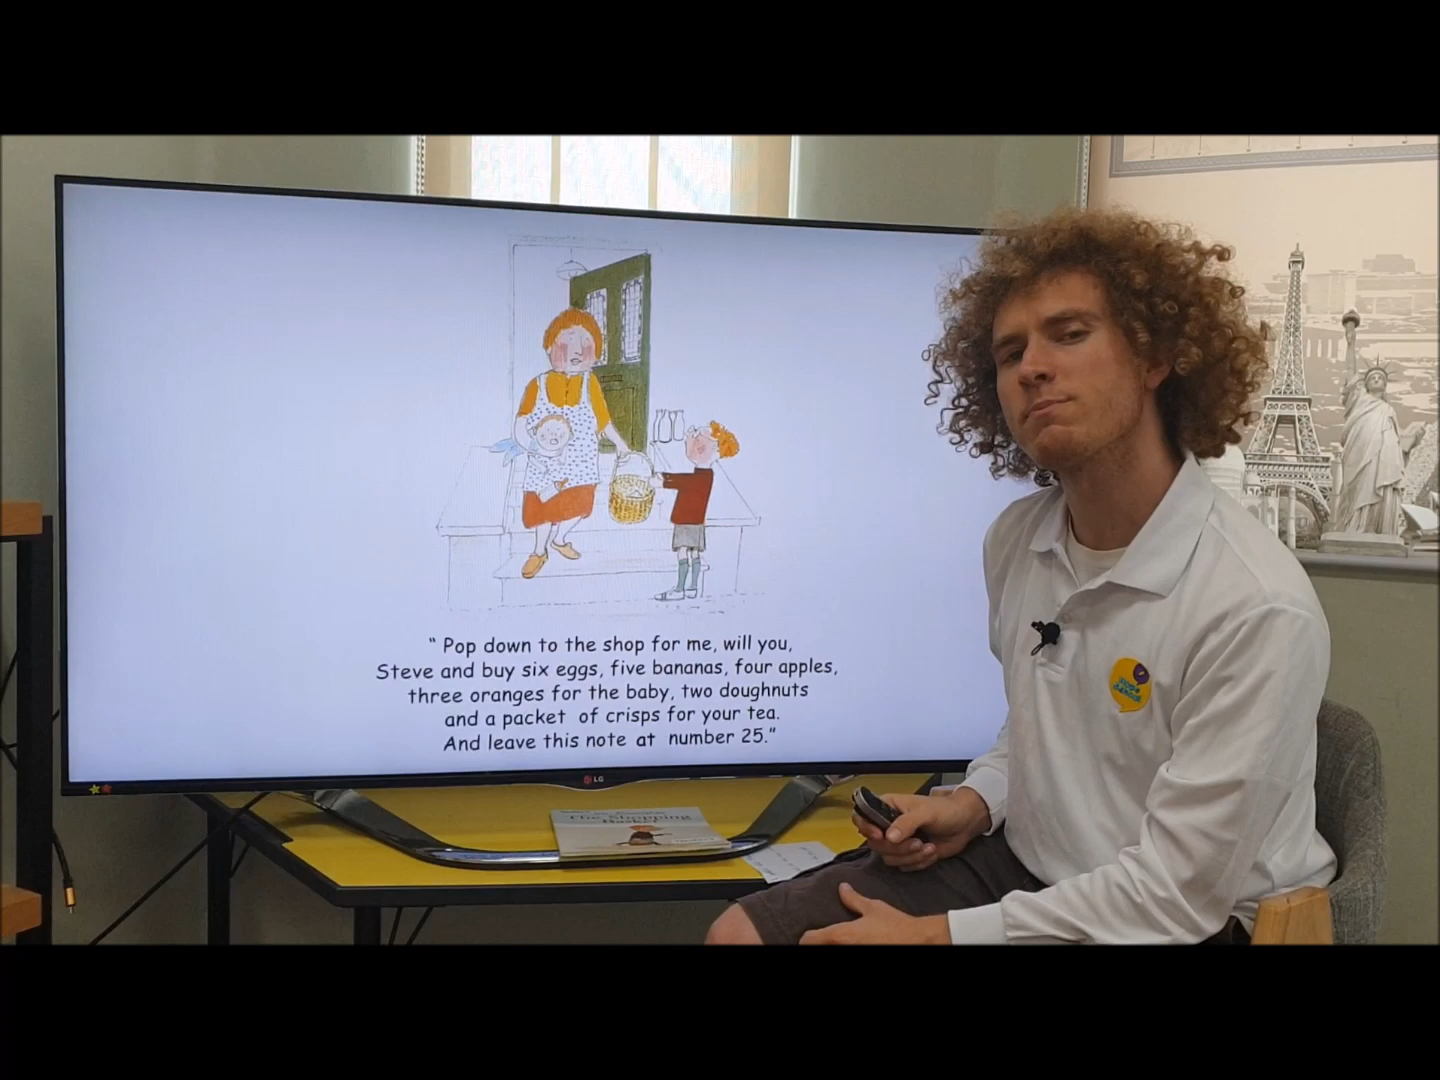 “ Pop down to the shop for me, will you,
Steve and buy six eggs, five bananas, four apples,
three oranges for the baby, two doughnuts
and a packet of crisps for your tea.
And leave this note at number 25.”
LG
The Shopping
Basket